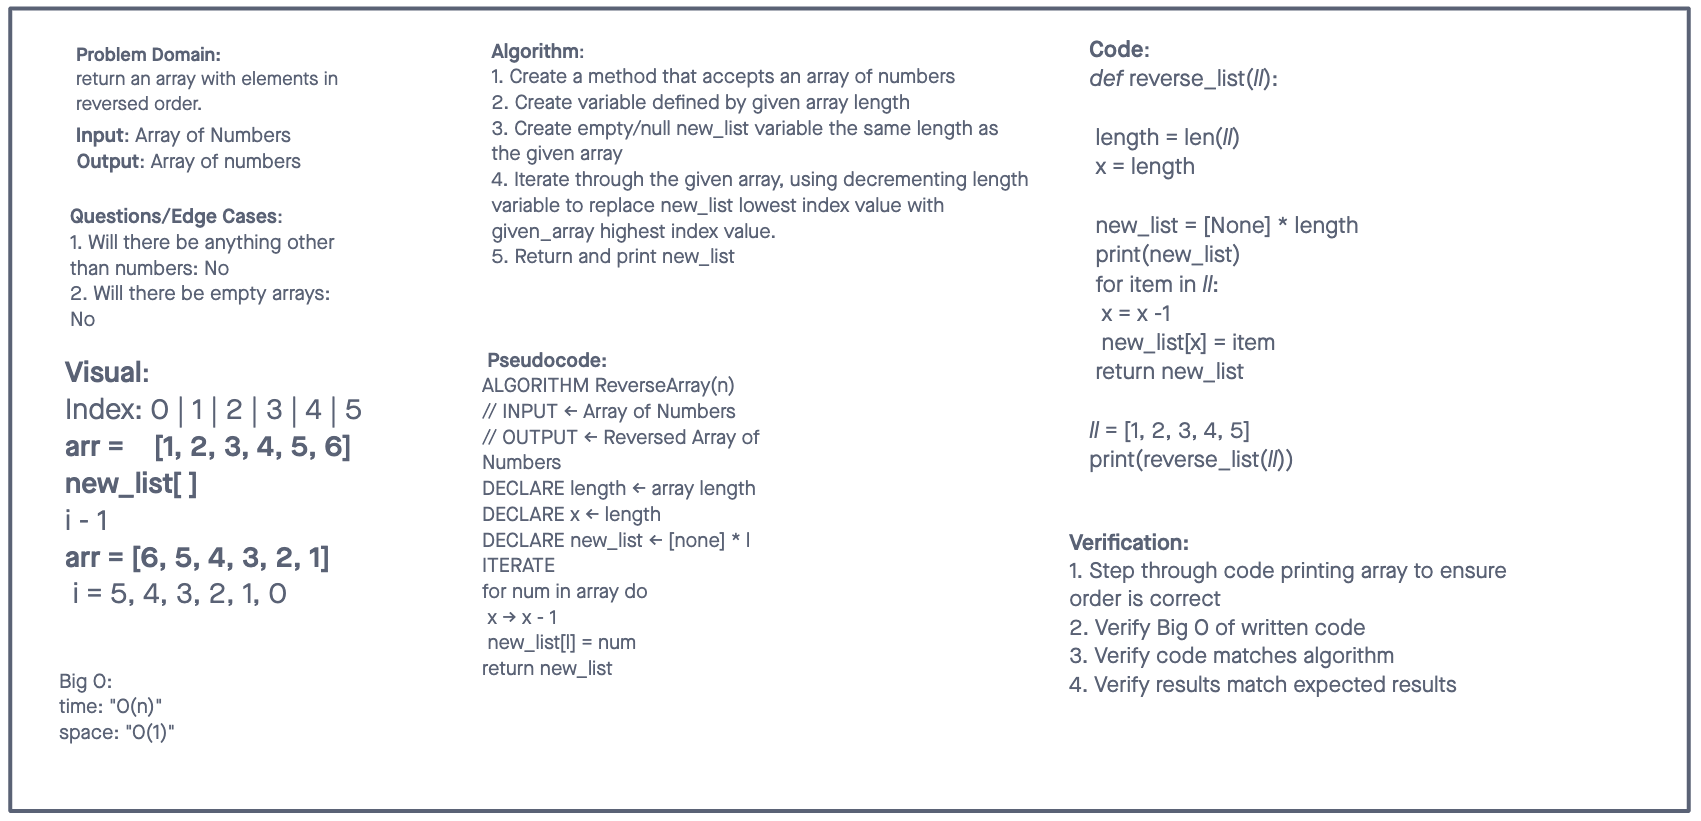 Problem Domain:
return an array with elements in
reversed order.
Input: Array of Numbers
Output: Array of numbers
Questions/Edge Cases:
1. Will there be anything other
than numbers: No
2. Will there be empty arrays:
No
Visual:
Index: 0 | 1 | 2 | 3 | 4 | 5
arr = [1, 2, 3, 4, 5, 6]
new_list[ ]
i - 1
arr = [6, 5, 4, 3, 2, 1]
i = 5, 4, 3, 2, 1, 0
Big O:
time: "O(n)"
space: "O(1)"
Algorithm:
1. Create a method that accepts an array of numbers
2. Create variable defined by given array length
3. Create empty/null new_list variable the same length as
the given array
4. Iterate through the given array, using decrementing length
variable to replace new_list lowest index value with
given_array highest index value.
5. Return and print new_list
Pseudocode:
ALGORITHM ReverseArray(n)
// INPUT ← Array of Numbers
// OUTPUT ← Reversed Array of
Numbers
DECLARE length ← array length
DECLARE x ← length
DECLARE new_list ← [none] * l
ITERATE
for num in array do
x → x - 1
new_list[l] = num
return new_list
Code:
def reverse_list(ll):
length = len(ll)
x = length
new_list = [None] * length
print(new_list)
for item in ll:
x = x -1
new_list[x] = item
return new_list
ll = [1, 2, 3, 4, 5]
print(reverse_list(ll))
Verification:
1. Step through code printing array to ensure
order is correct
2. Verify Big O of written code
3. Verify code matches algorithm
4. Verify results match expected results